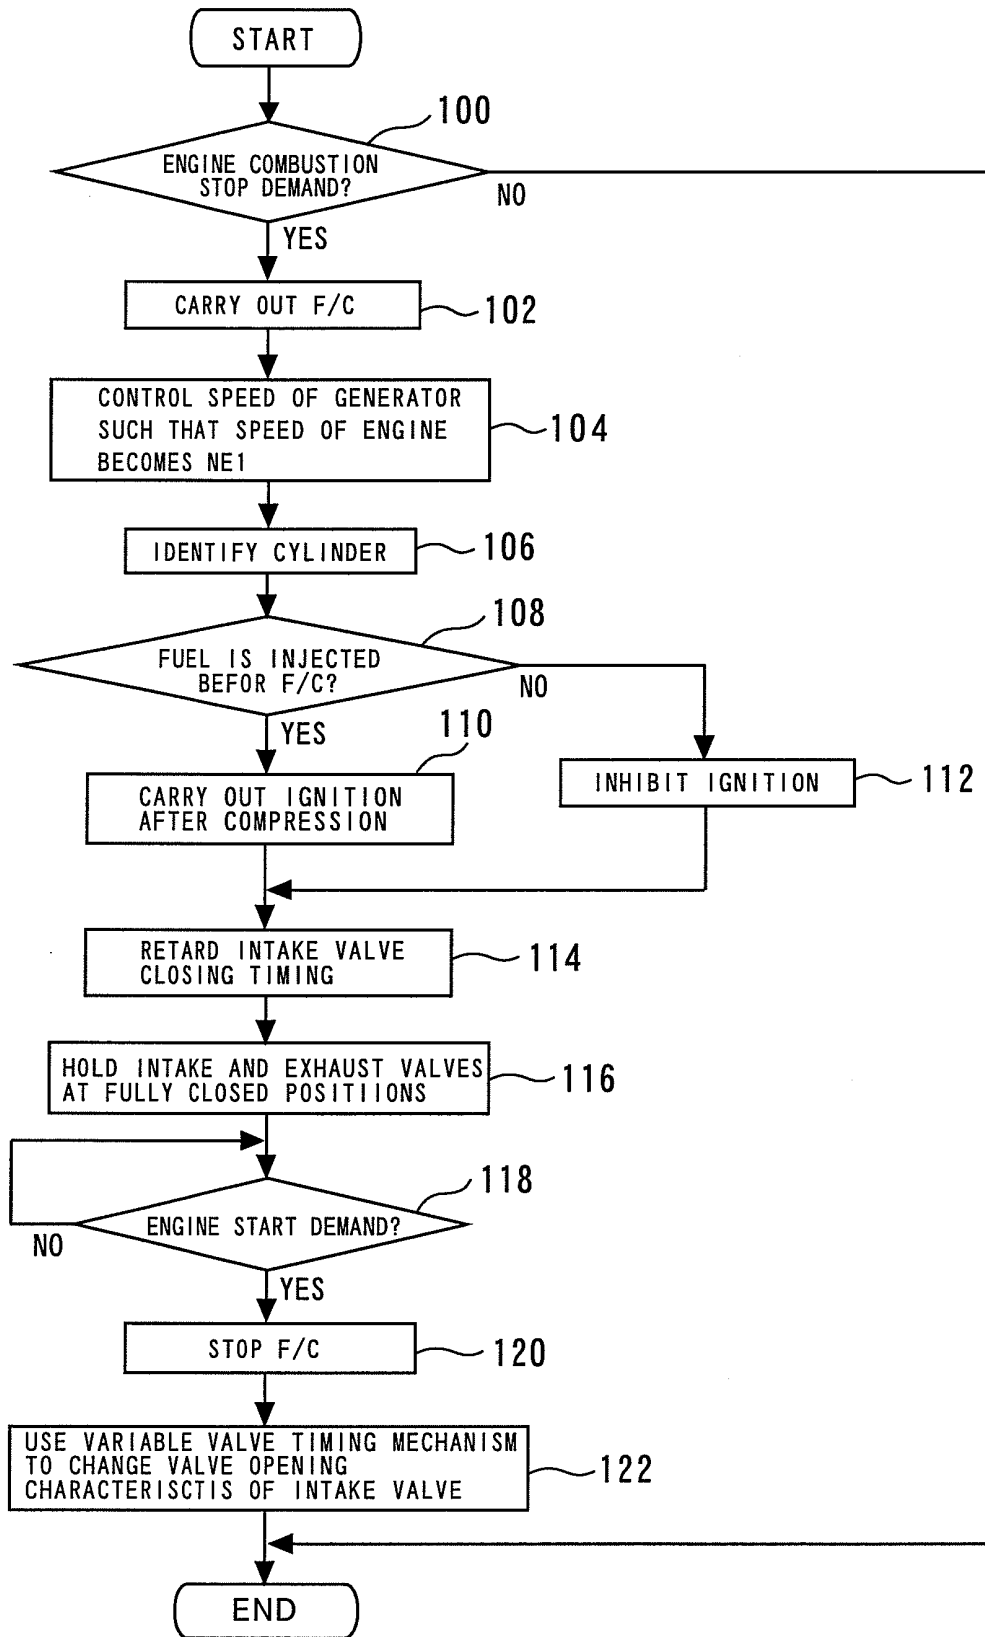 START
100
ENGINE COMBUSTION
STOP DEMAND?
NO
YES
CARRY OUT F/C
102
CONTROL SPEED OF GENERATOR
SUCH THAT SPEED OF ENGINE
BECOMES NE1
104
IDENTIFY CYLINDER
106
108
FUEL IS INJECTED
BEFOR F/C?
NO
YES
110
CARRY OUT IGNITION
AFTER COMPRESSION
INHIBIT IGNITION
112
RETARD INTAKE VALVE
CLOSING TIMING
114
HOLD INTAKE AND EXHAUST VALVES
AT FULLY CLOSED POSITIIONS
116
118
ENGINE START DEMAND?
NO
YES
STOP F/C
120
USE VARIABLE VALVE TIMING MECHANISM
TO CHANGE VALVE OPENING
CHARACTERISCTIS OF INTAKE VALVE
122
END